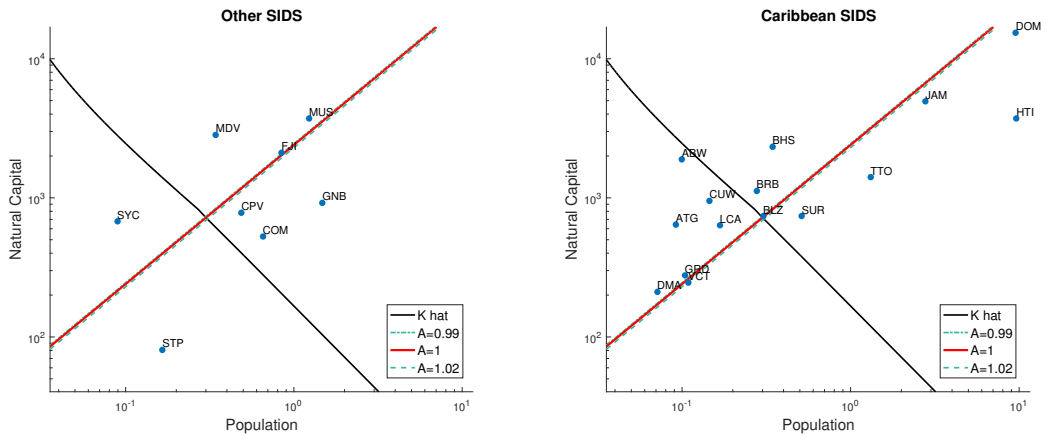 Other SIDS
Natural Capital
10^4
10^3
10^2
MUS
MDV
FJI
GNB
CPV
SYC
COM
STP
K hat
A=0.99
A=1
A=1.02
10^-1
10^0
10^1
Population
Caribbean SIDS
Natural Capital
10^4
10^3
10^2
DOM
JAM
HTI
BHS
ABW
TTO
BRB
CUW
BLZ
SUR
ATG
LCA
GRD
VCT
DMA
K hat
A=0.99
A=1
A=1.02
10^-1
10^0
10^1
Population